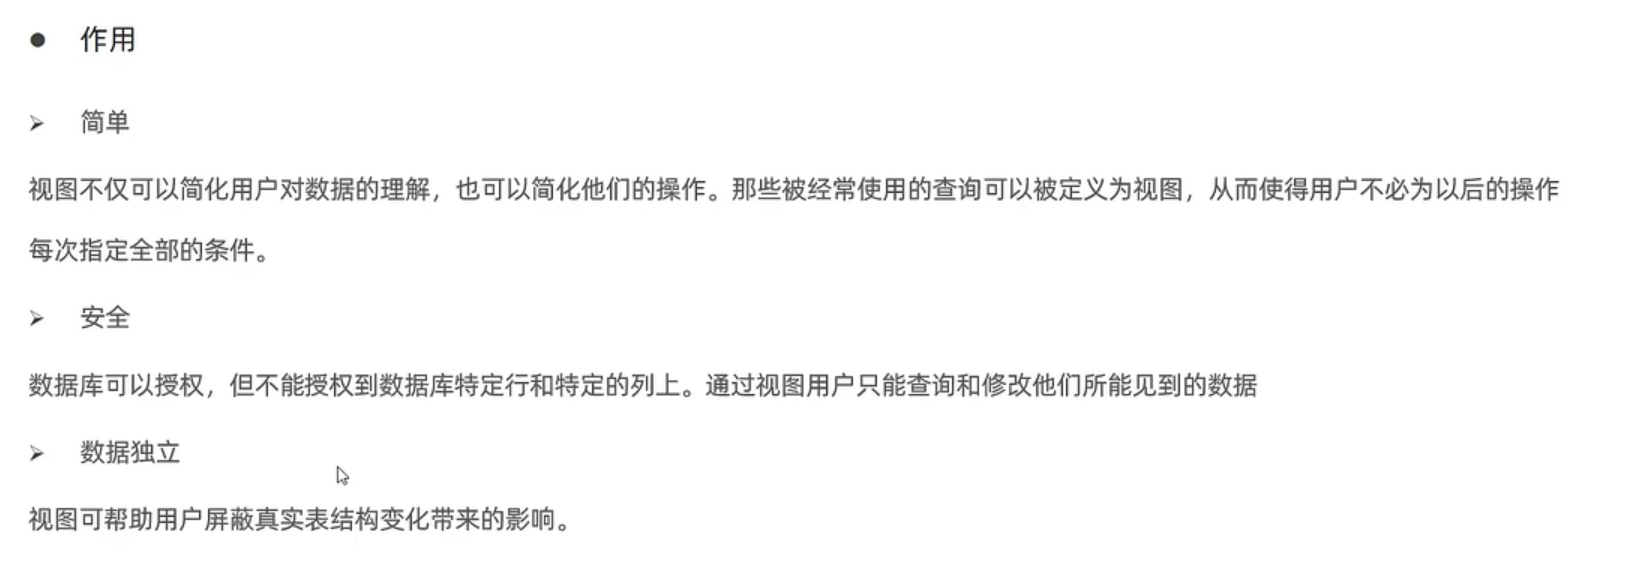 ● 作用
➢ 简单
视图不仅可以简化用户对数据的理解，也可以简化他们的操作。那些被经常使用的查询可以被定义为视图，从而使得用户不必为以后的操作
每次指定全部的条件。
➢ 安全
数据库可以授权，但不能授权到数据库特定行和特定的列上。通过视图用户只能查询和修改他们所能见到的数据
➢ 数据独立
视图可帮助用户屏蔽真实表结构变化带来的影响。